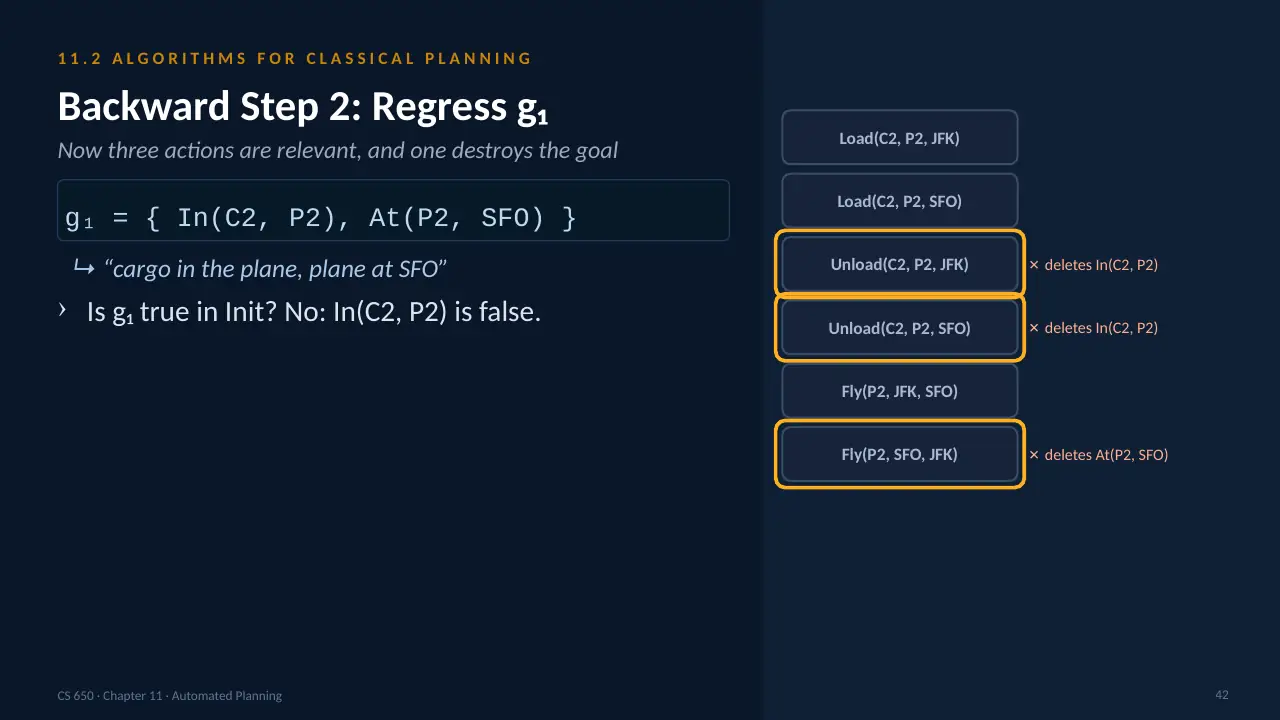 11.2 ALGORITHMS FOR CLASSICAL PLANNING
Backward Step 2: Regress g₁
Now three actions are relevant, and one destroys the goal
g₁ = { In(C2, P2), At(P2, SFO) }
↳ “cargo in the plane, plane at SFO”
› Is g₁ true in Init? No: In(C2, P2) is false.
Load(C2, P2, JFK)
Load(C2, P2, SFO)
Unload(C2, P2, JFK) × deletes In(C2, P2)
Unload(C2, P2, SFO) × deletes In(C2, P2)
Fly(P2, JFK, SFO)
Fly(P2, SFO, JFK) × deletes At(P2, SFO)
CS 650 · Chapter 11 · Automated Planning
42